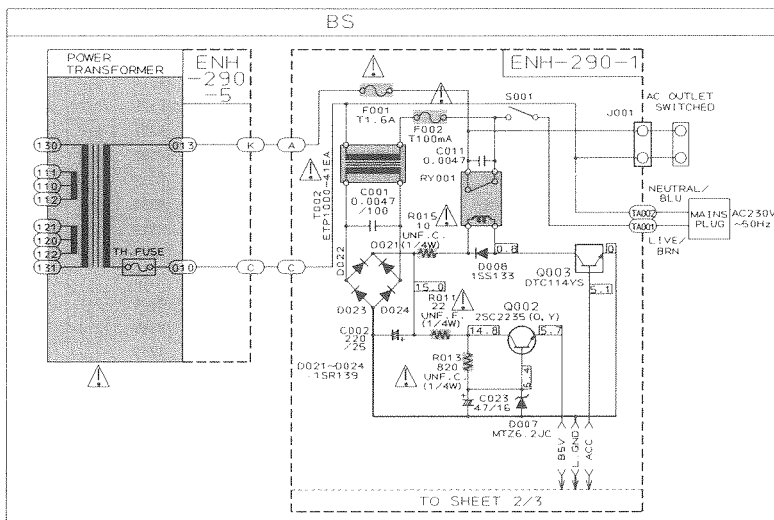 BS
POWER
TRANSFORMER
ENH
-290
-5
ENH-290-1
130
111
110
112
121
120
122
131
013
010
TH.FUSE
K
A
C
C
F001
T1.6A
F002
T100mA
S001
J001
AC OUTLET
SWITCHED
T002
ETP1000-41EA
C011
0.0047
RY001
C001
0.0047
/100
R015
10
UNF.C.
(1/4W)
NEUTRAL/
BLU
TA002
TA001
LIVE/
BRN
MAINS
PLUG
AC230V
~50Hz
D022
D021
D023
D024
D008
1SS133
0.8
Q003
DTC114YS
0
5.1
15.0
R011
22
UNF.F.
(1/4W)
Q002
2SC2235(O,Y)
14.8
5.7
6.4
C002
220
/25
R013
820
UNF.C.
(1/4W)
D021~D024
1SR139
C023
47/16
D007
MTZ6.2JC
B5V
L.GND
ACC
TO SHEET 2/3